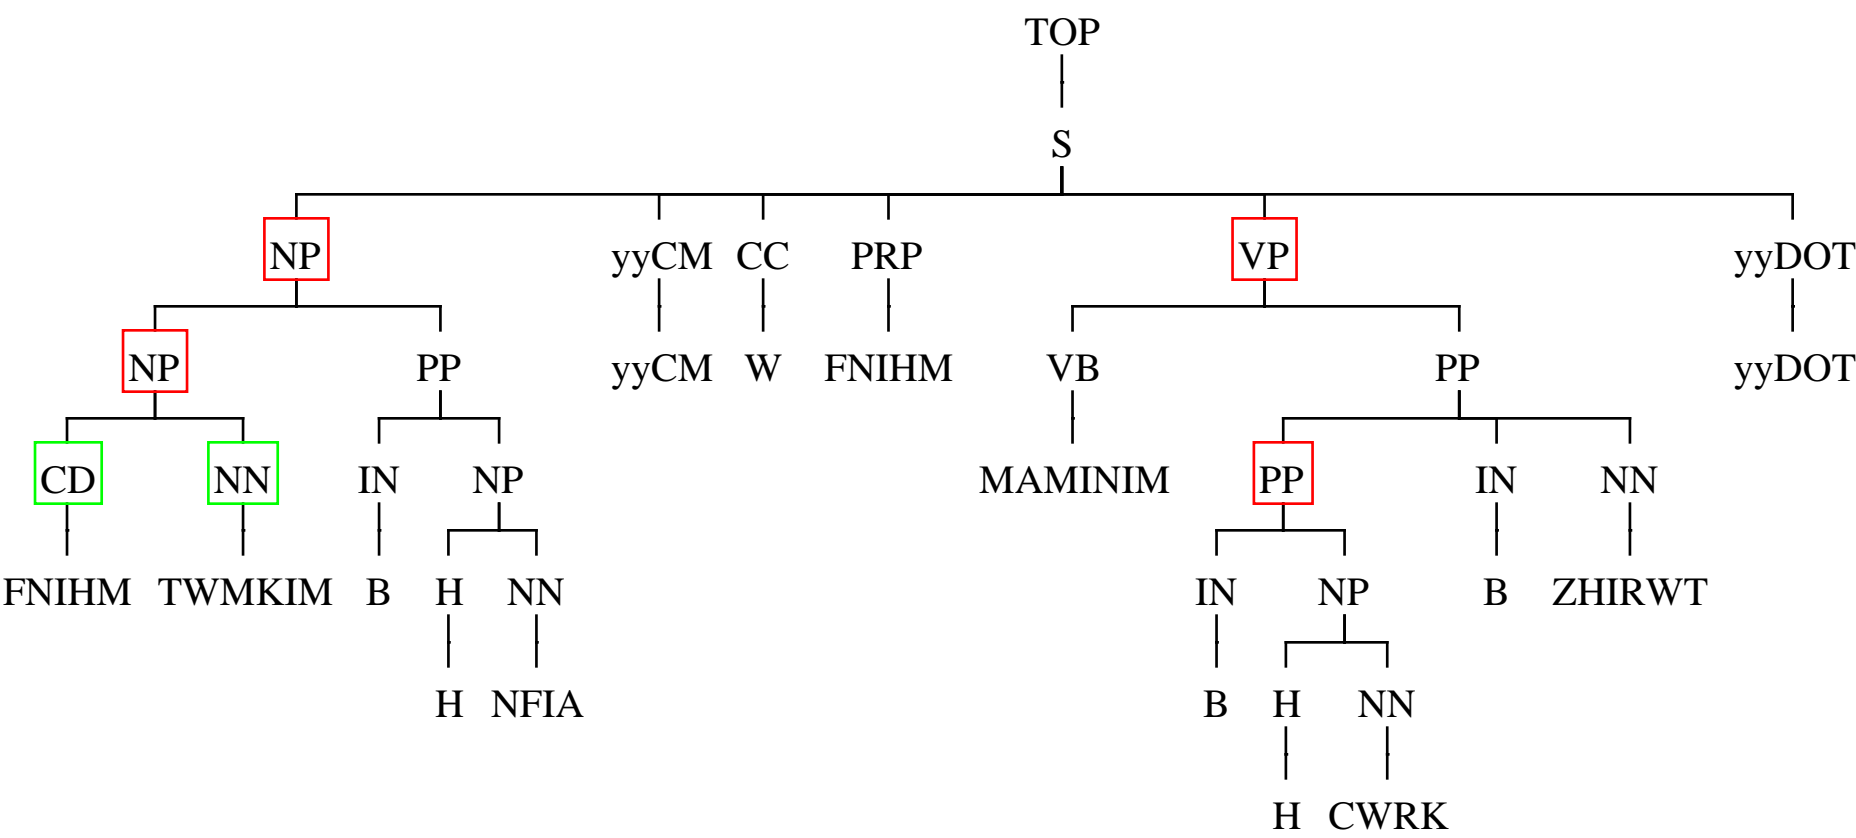 TOP
S
NP yyCM CC PRP VP yyDOT
NP PP yyCM W FNIHM VB PP yyDOT
CD NN IN NP MAMINIM PP IN NN
FNIHM TWMKIM B H NN IN NP B ZHIRWT
H NFIA B H NN
H CWRK